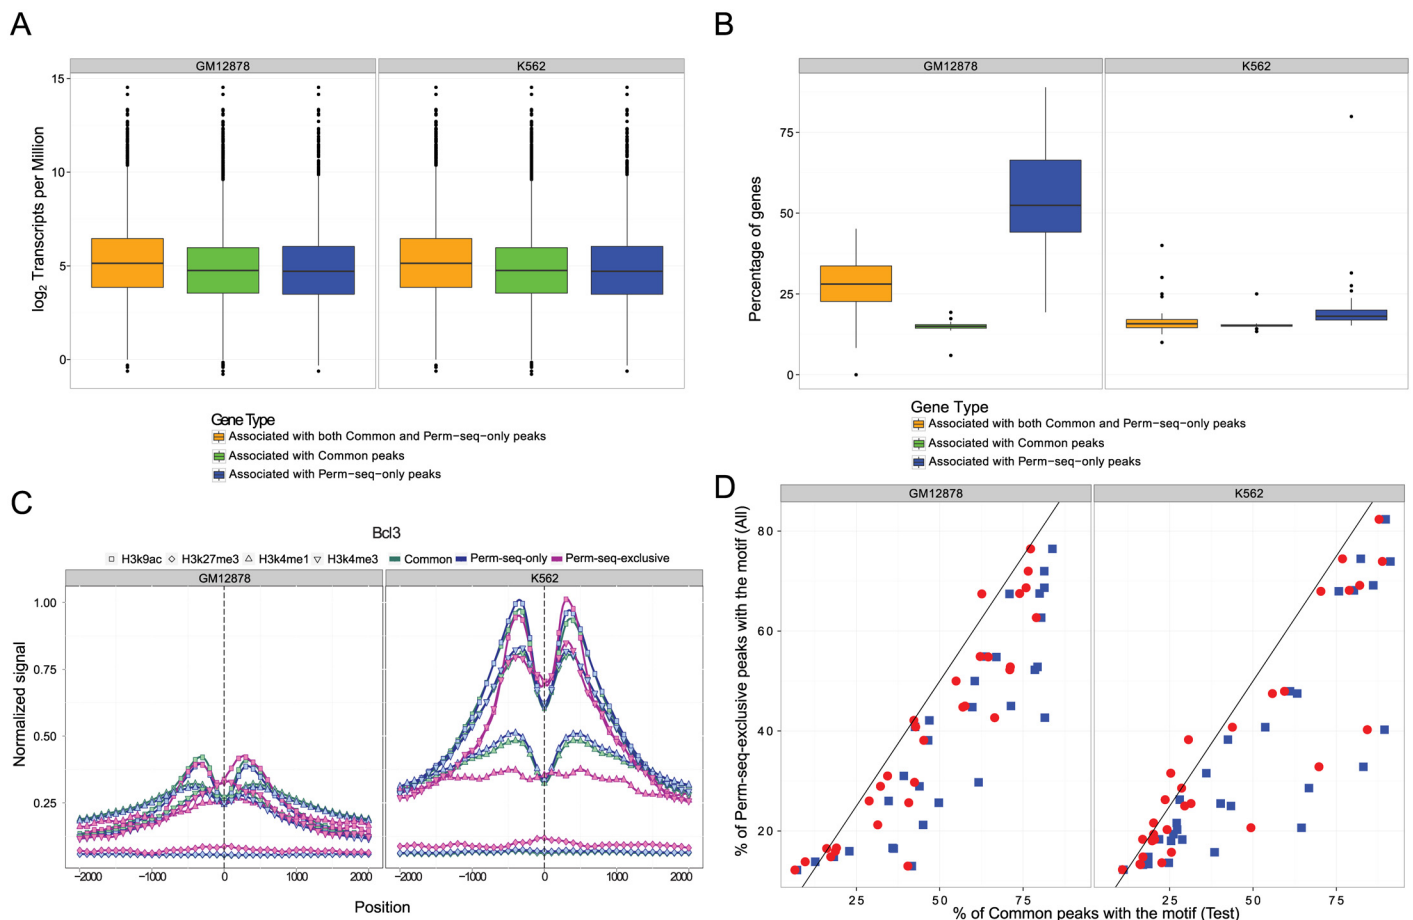 A
GM12878
K562
15
10
5
0
log2 Transcripts per Million
Gene Type
Associated with both Common and Perm-seq-only peaks
Associated with Common peaks
Associated with Perm-seq-only peaks
B
GM12878
K562
75
50
25
0
Percentage of genes
Gene Type
Associated with both Common and Perm-seq-only peaks
Associated with Common peaks
Associated with Perm-seq-only peaks
C
Bcl3
H3k9ac H3k27me3 H3k4me1 H3k4me3 Common Perm-seq-only Perm-seq-exclusive
GM12878
K562
1.00
0.75
0.50
0.25
Normalized signal
-2000 -1000 0 1000 2000
-2000 -1000 0 1000 2000
Position
D
GM12878
K562
80
60
40
20
% of Perm-seq-exclusive peaks with the motif (All)
25 50 75
25 50 75
% of Common peaks with the motif (Test)